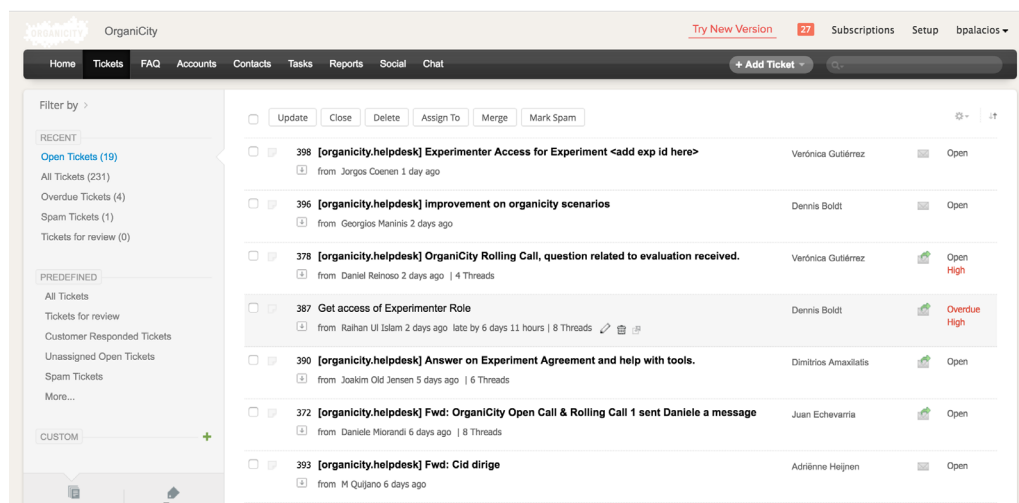 ORGANICITY OrganiCity Try New Version 27 Subscriptions Setup bpalacios
Home Tickets FAQ Accounts Contacts Tasks Reports Social Chat + Add Ticket
Filter by
Update Close Delete Assign To Merge Mark Spam
RECENT
Open Tickets (19)
All Tickets (231)
Overdue Tickets (4)
Spam Tickets (1)
Tickets for review (0)
PREDEFINED
All Tickets
Tickets for review
Customer Responded Tickets
Unassigned Open Tickets
Spam Tickets
More...
CUSTOM +
398 [organicity.helpdesk] Experimenter Access for Experiment <add exp id here> Verónica Gutiérrez Open
from Jorgos Coenen 1 day ago
396 [organicity.helpdesk] improvement on organicity scenarios Dennis Boldt Open
from Georgios Maninis 2 days ago
378 [organicity.helpdesk] OrganiCity Rolling Call, question related to evaluation received. Verónica Gutiérrez Open
High
from Daniel Reinoso 2 days ago | 4 Threads
387 Get access of Experimenter Role Dennis Boldt Overdue
High
from Raihan Ul Islam 2 days ago late by 6 days 11 hours | 8 Threads
390 [organicity.helpdesk] Answer on Experiment Agreement and help with tools. Dimitrios Amaxilatis Open
from Joakim Old Jensen 5 days ago | 6 Threads
372 [organicity.helpdesk] Fwd: OrganiCity Open Call & Rolling Call 1 sent Daniele a message Juan Echevarria Open
from Daniele Miorandi 6 days ago | 8 Threads
393 [organicity.helpdesk] Fwd: Cid dirige Adriënne Heijnen Open
from M Quijano 6 days ago